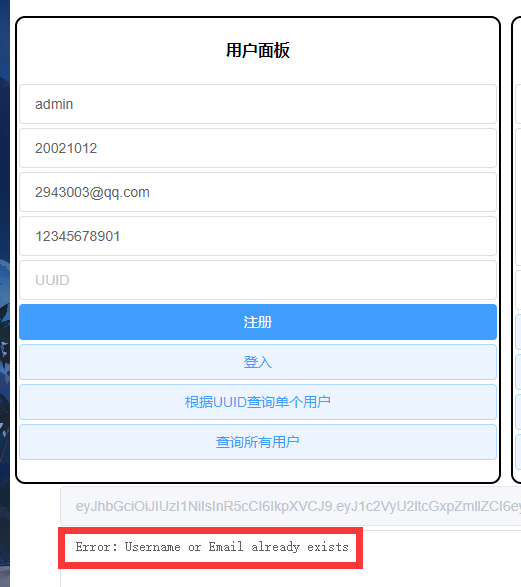 用户面板
admin
20021012
2943003@qq.com
12345678901
UUID
注册
登入
根据UUID查询单个用户
查询所有用户
eyJhbGciOiJIUzI1NiIsInR5cCI6IkpXVCJ9.eyJ1c2VyU2ltcGxpZmllZCI6ey
Error: Username or Email already exists